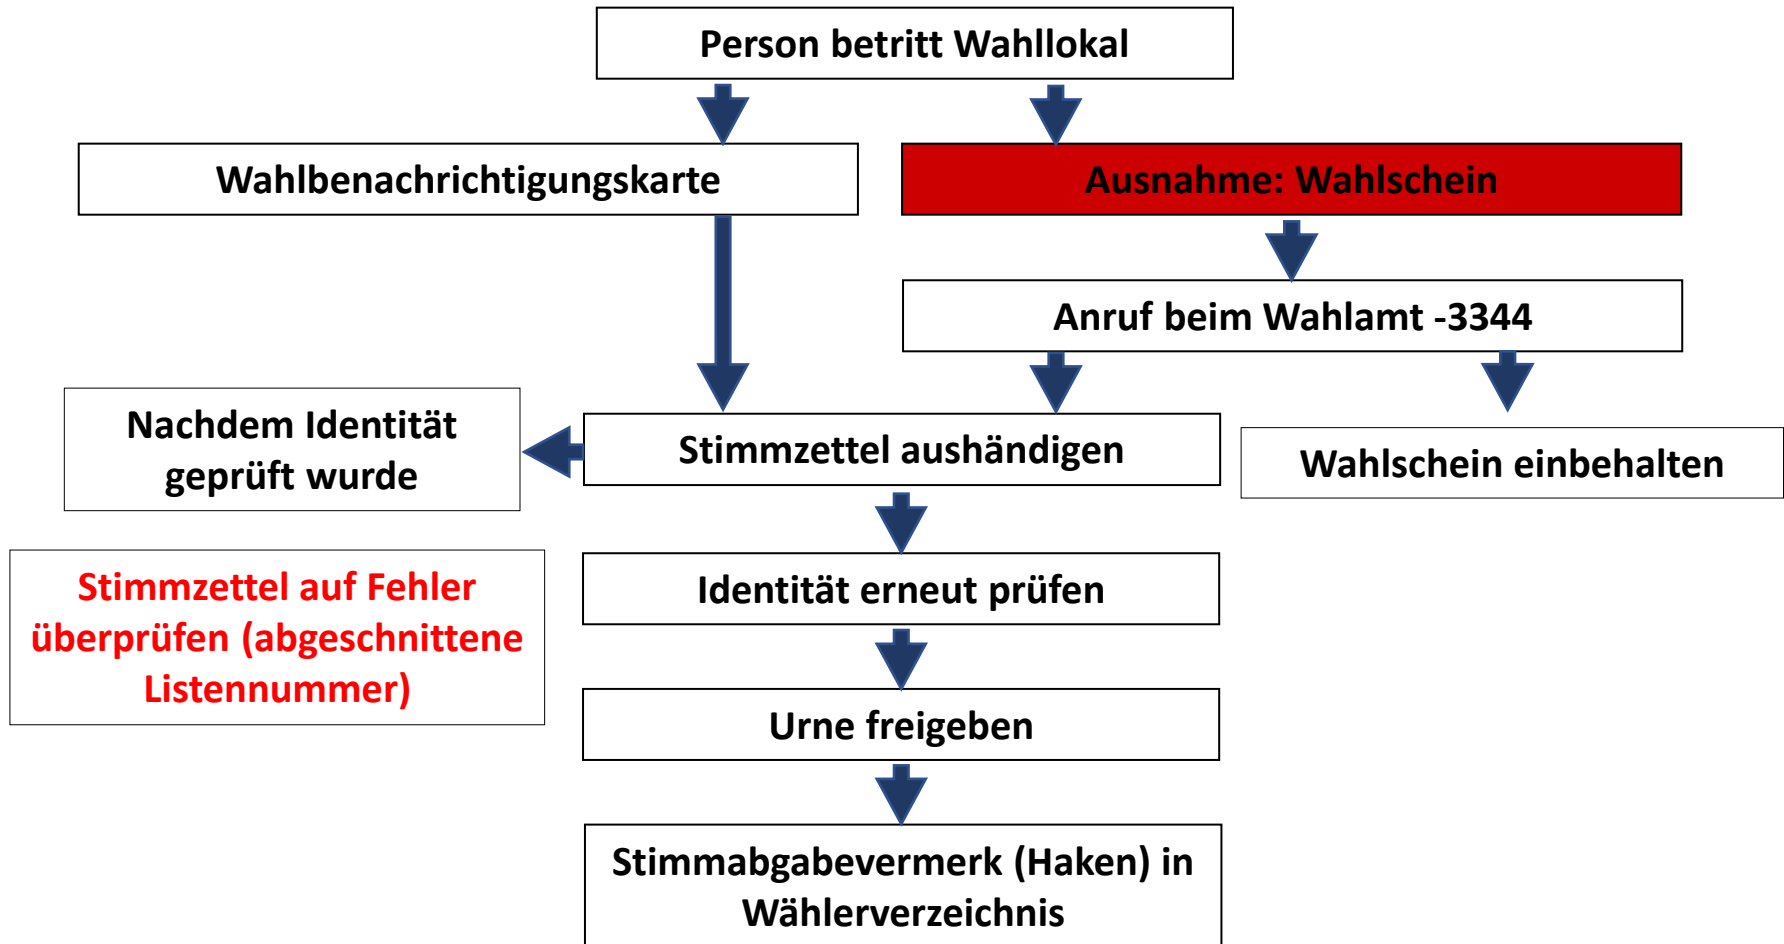 Person betritt Wahllokal
Wahlbenachrichtigungskarte
Ausnahme: Wahlschein
Anruf beim Wahlamt -3344
Nachdem Identität
geprüft wurde
Stimmzettel aushändigen
Wahlschein einbehalten
Stimmzettel auf Fehler
überprüfen (abgeschnittene
Listennummer)
Identität erneut prüfen
Urne freigeben
Stimmabgabevermerk (Haken) in
Wählerverzeichnis